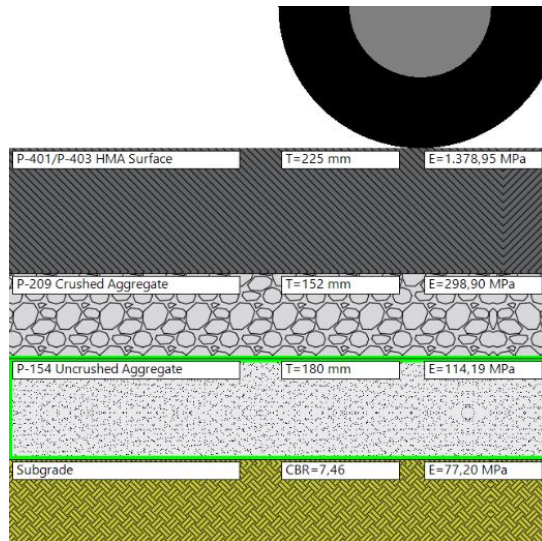 P-401/P-403 HMA Surface T=225 mm E=1.378,95 MPa
P-209 Crushed Aggregate T=152 mm E=298,90 MPa
P-154 Uncrushed Aggregate T=180 mm E=114,19 MPa
Subgrade CBR=7,46 E=77,20 MPa